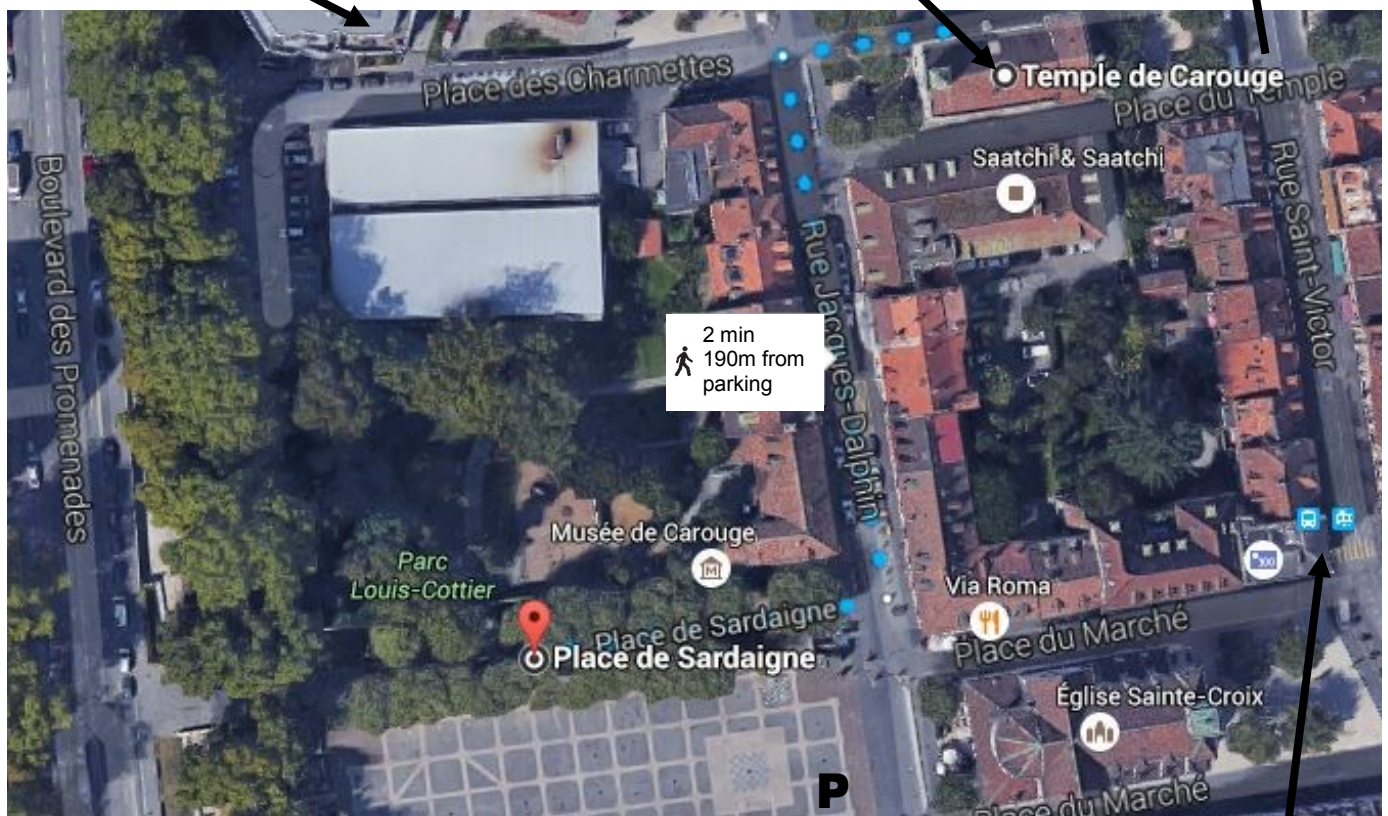 Place des Charmettes
Temple de Carouge
Place du Temple
Saatchi & Saatchi
Boulevard des Promenades
Rue Saint-Victor
Rue Jacques-Dalphin
2 min
190m from
parking
Musée de Carouge
Parc
Louis-Cottier
Via Roma
Place de Sardaigne
Place de Sardaigne
Place du Marché
Église Sainte-Croix
P
Place du Marché